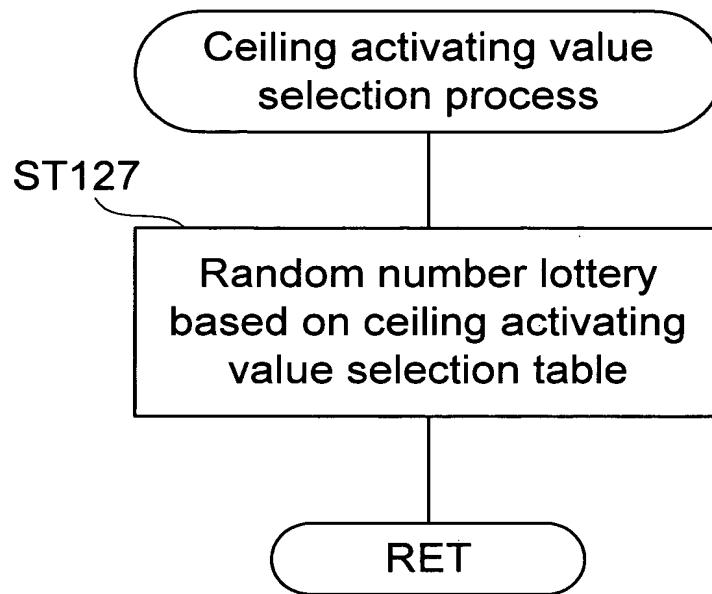 Ceiling activating value
selection process
ST127
Random number lottery
based on ceiling activating
value selection table
RET